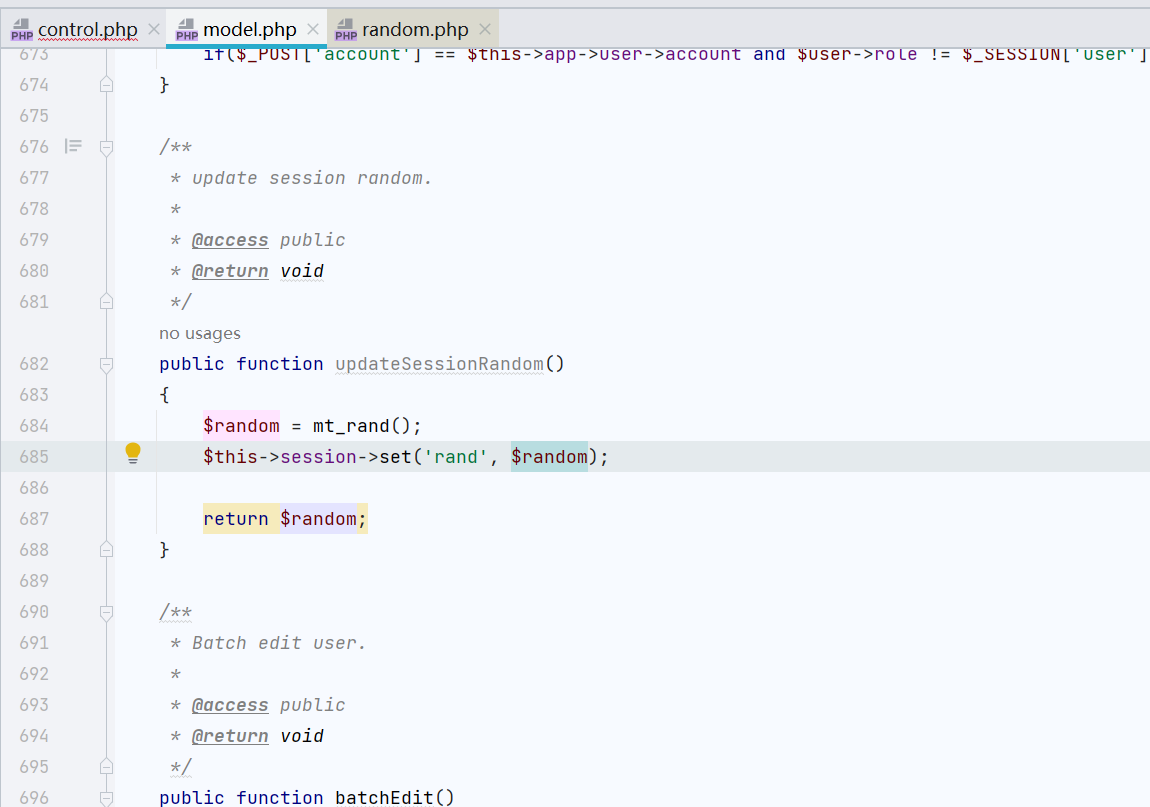 control.php
model.php
random.php
673 if($_POST['account'] == $this->app->user->account and $user->role != $_SESSION['user']
674 }
675
676 /**
677 * update session random.
678 *
679 * @access public
680 * @return void
681 */
no usages
682 public function updateSessionRandom()
683 {
684 $random = mt_rand();
685 $this->session->set('rand', $random);
686
687 return $random;
688 }
689
690 /**
691 * Batch edit user.
692 *
693 * @access public
694 * @return void
695 */
696 public function batchEdit()